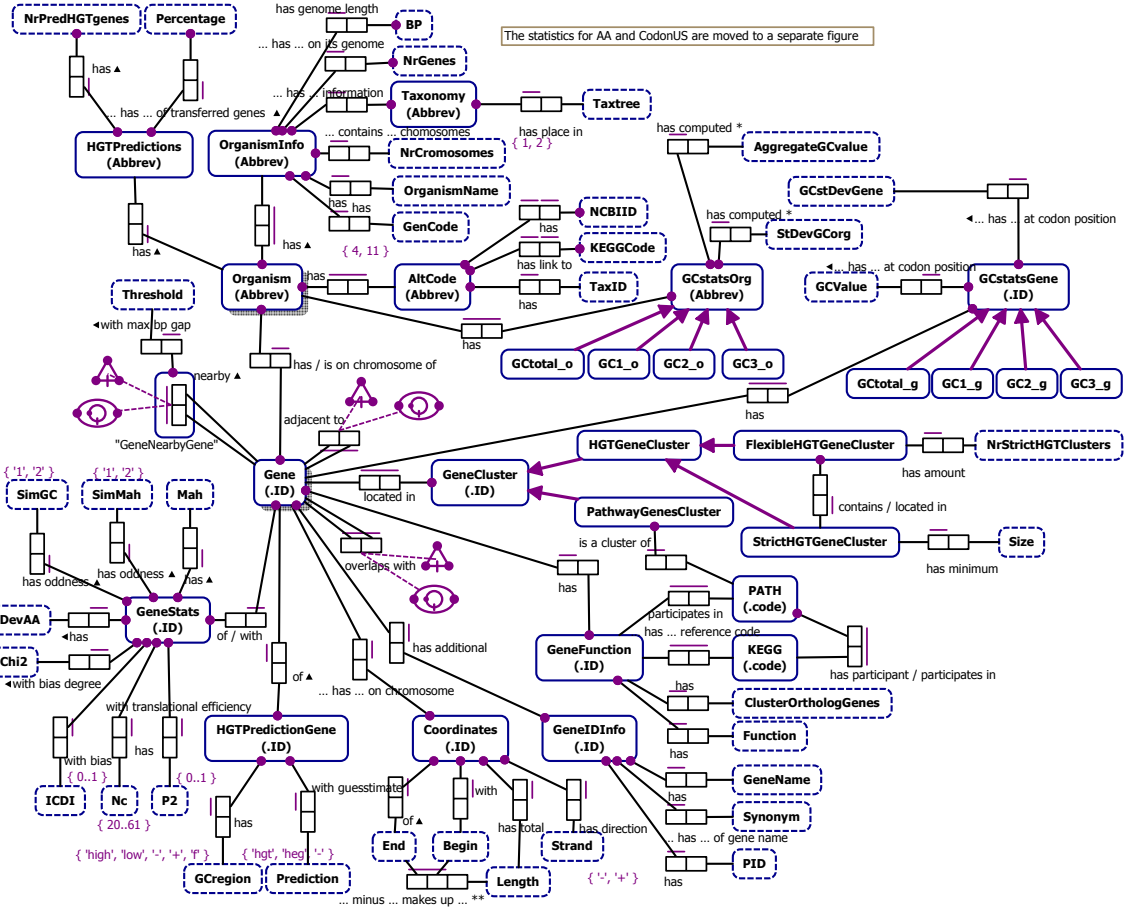 NrPredHGTgenes
Percentage
has genome length
BP
The statistics for AA and CodonUS are moved to a separate figure
... has ... on its genome
NrGenes
has ▲
... has ... information
Taxonomy
(Abbrev)
Taxtree
... has ... of transferred genes ▲
... contains ... chomosomes
has place in
{ 1, 2 }
has computed *
AggregateGCvalue
HGTPredictions
(Abbrev)
OrganismInfo
(Abbrev)
NrCromosomes
OrganismName
GCstDevGene
has
has
GenCode
NCBIID
has
has computed *
StDevGCorg
◄... has ... at codon position
has ▲
has ▲
{ 4, 11 }
KEGGCode
has link to
◄... has ... at codon position
Organism
(Abbrev)
has
AltCode
(Abbrev)
TaxID
has
GCstatsOrg
(Abbrev)
GCValue
GCstatsGene
(.ID)
Threshold
◄with max bp gap
has
has / is on chromosome of
GCtotal_o
GC1_o
GC2_o
GC3_o
nearby ▲
GCtotal_g
GC1_g
GC2_g
GC3_g
adjacent to
has
"GeneNearbyGene"
HGTGeneCluster
FlexibleHGTGeneCluster
NrStrictHGTClusters
has amount
{ '1', '2' }
{ '1', '2' }
SimGC
SimMah
Mah
Gene
(.ID)
located in
GeneCluster
(.ID)
contains / located in
PathwayGenesCluster
is a cluster of
StrictHGTGeneCluster
Size
has minimum
has oddness ▲
has oddness ▲
has ▲
overlaps with
has
PATH
(.code)
DevAA
◄has
GeneStats
(.ID)
of / with
participates in
has ... reference code
Chi2
◄with bias degree
has additional
GeneFunction
(.ID)
KEGG
(.code)
has participant / participates in
of ▲
... has ... on chromosome
has
ClusterOrthologGenes
with translational efficiency
HGTPredictionGene
(.ID)
Coordinates
(.ID)
GeneIDInfo
(.ID)
Function
has
has
with bias
{ 0..1 }
{ 0..1 }
GeneName
has
ICDI
Nc
P2
with guesstimate
with
{ 20..61 }
has
of ▲
has total
has direction
Synonym
... has ... of gene name
{ 'high', 'low', '-', '+', 'f' }
{ 'hgt', 'heg', '-' }
End
Begin
Strand
PID
has
GCregion
Prediction
Length
{ '-', '+' }
... minus ... makes up ... **